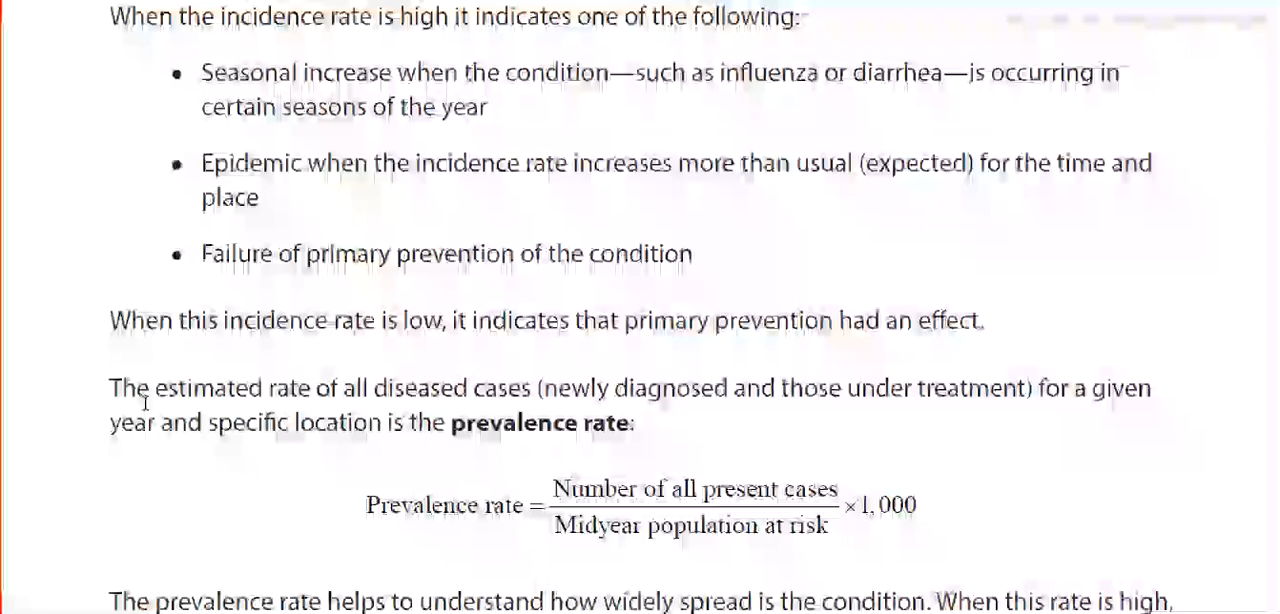 When the incidence rate is high it indicates one of the following:
• Seasonal increase when the condition—such as influenza or diarrhea—is occurring in
certain seasons of the year
• Epidemic when the incidence rate increases more than usual (expected) for the time and
place
• Failure of primary prevention of the condition
When this incidence rate is low, it indicates that primary prevention had an effect.
The estimated rate of all diseased cases (newly diagnosed and those under treatment) for a given
year and specific location is the prevalence rate:
Prevalence rate = Number of all present cases / Midyear population at risk × 1,000
The prevalence rate helps to understand how widely spread is the condition. When this rate is high,